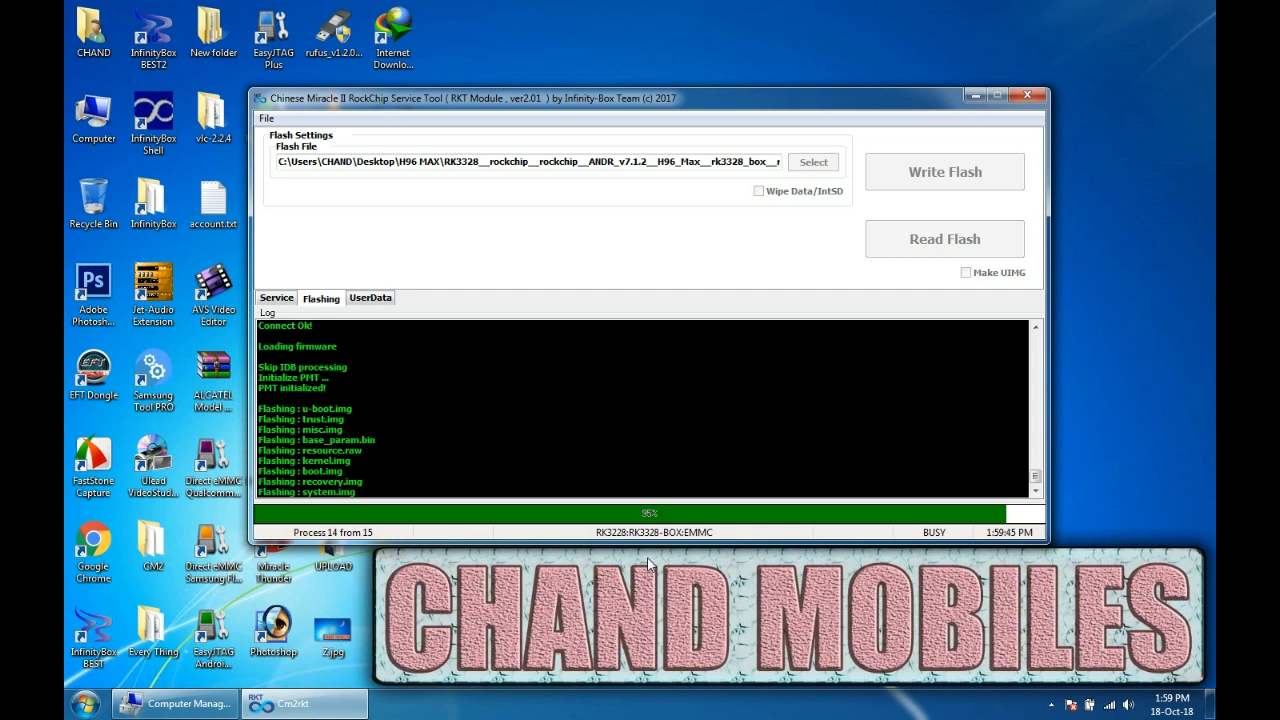 CHAND
InfinityBox
BEST2
New folder
EasyJTAG
Plus
rufus_v1.2.0...
Internet
Downlo...
Computer
InfinityBox
Shell
vlc-2.2.4
Recycle Bin
InfinityBox
account.txt
Ps
Adobe
Photosh...
Jet-Audio
Extension
AVS Video
Editor
EFT
EFT Dongle
Samsung
Tool PRO
ALCATEL
Model ...
FastStone
Capture
Ulead
VideoStud...
Direct eMMC
Qualcomm...
Google
Chrome
CM2
Direct eMMC
Samsung/Fl...
Miracle
Thunder
UPLOAD
InfinityBox
BEST
Every Thing
EasyJTAG
Androi...
Photoshop
Z.jpg
Chinese Miracle II RockChip Service Tool ( RKT Module , ver2.01 ) by Infinity-Box Team (c) 2017
File
Flash Settings
Flash File
C:\Users\CHAND\Desktop\H96 MAX\RK3328__rockchip__rockchip__ANDR_v7.1.2__H96_Max__rk3328_box__r
Select
Wipe Data/IntSD
Write Flash
Read Flash
Make UIMG
Service
Flashing
UserData
Log
Connect Ok!
Loading firmware
Skip IDB processing
Initialize PMT ...
PMT initialized!
Flashing : u-boot.img
Flashing : trust.img
Flashing : misc.img
Flashing : base_param.bin
Flashing : resource.raw
Flashing : kernel.img
Flashing : boot.img
Flashing : recovery.img
Flashing : system.img
95%
Process 14 from 15
RK3228:RK3328-BOX:EMMC
BUSY
1:59:45 PM
CHAND MOBILES
Computer Manag...
RKT
Cm2rkt
1:59 PM
18-Oct-18